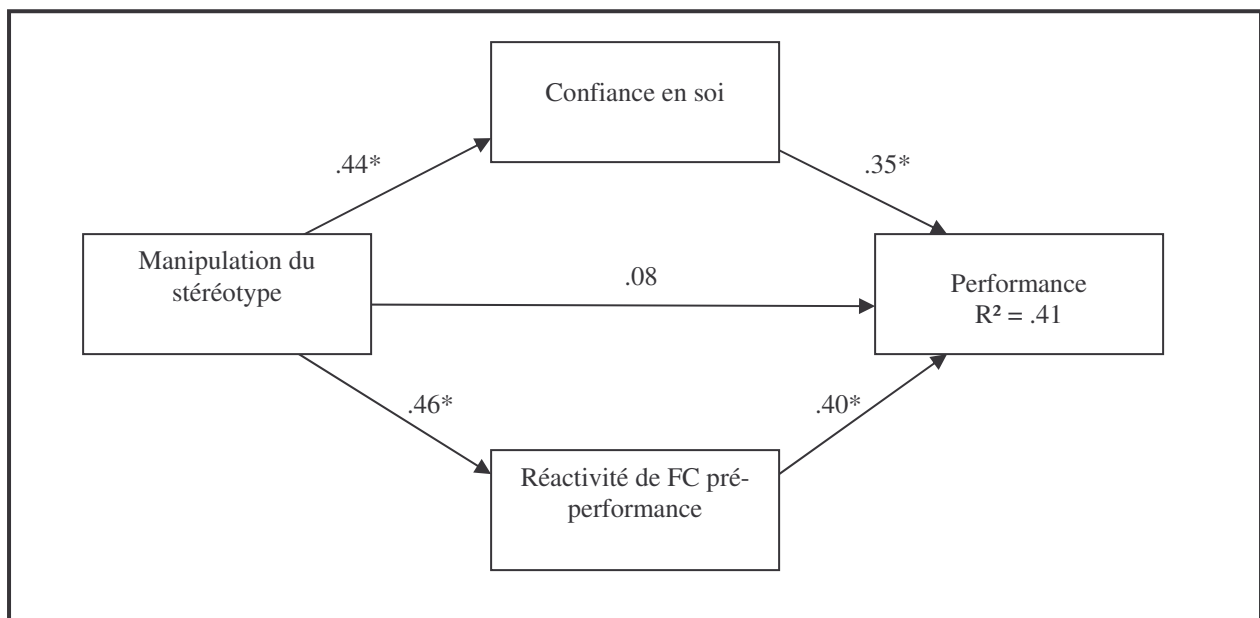 Confiance en soi
.44*
.35*
Manipulation du
stéréotype
.08
Performance
R² = .41
.46*
.40*
Réactivité de FC pré-
performance